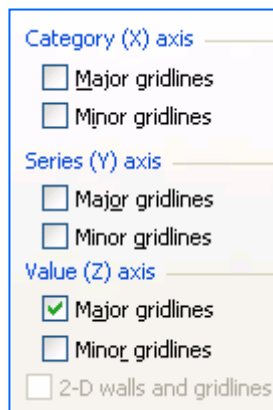 Category (X) axis
Major gridlines
Minor gridlines
Series (Y) axis
Major gridlines
Minor gridlines
Value (Z) axis
Major gridlines
Minor gridlines
2-D walls and gridlines